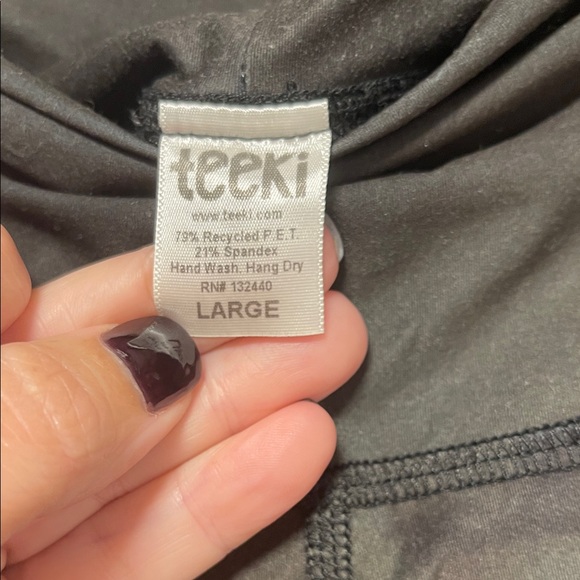 teeki
www.teeki.com
79% Recycled P.E.T.
21% Spandex
Hand Wash. Hang Dry
RN# 132440
LARGE